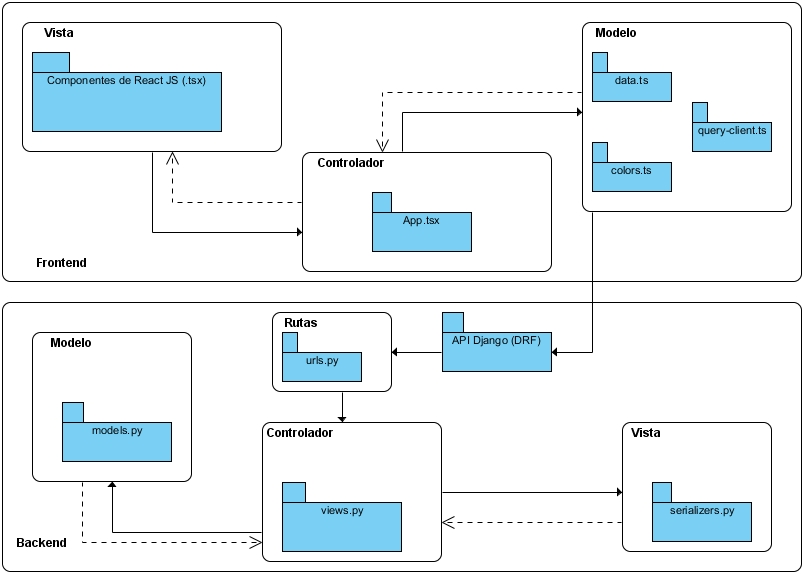 Vista
Componentes de React JS (.tsx)
Modelo
data.ts
query-client.ts
colors.ts
Controlador
App.tsx
Frontend
Rutas
urls.py
API Django (DRF)
Modelo
models.py
Controlador
views.py
Vista
serializers.py
Backend